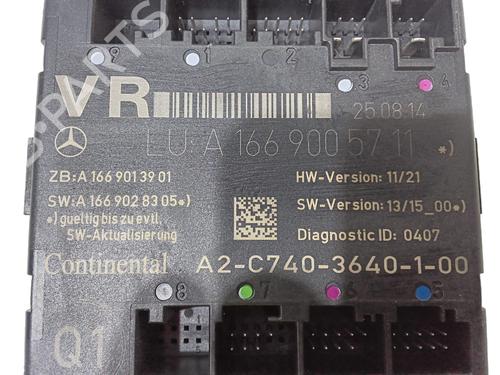 9 1 2 3 4
VR
25.08.14
LU: A 166 900 57 11 *)
ZB:A 166 901 39 01
HW-Version: 11/21
SW:A 166 902 83 05*)
SW-Version: 13/15_00*)
*) gueltig bis zu evtl.
SW-Aktualisierung
Diagnostic ID: 0407
Continental A2-C740-3640-1-00
8 7 6 5
Q1